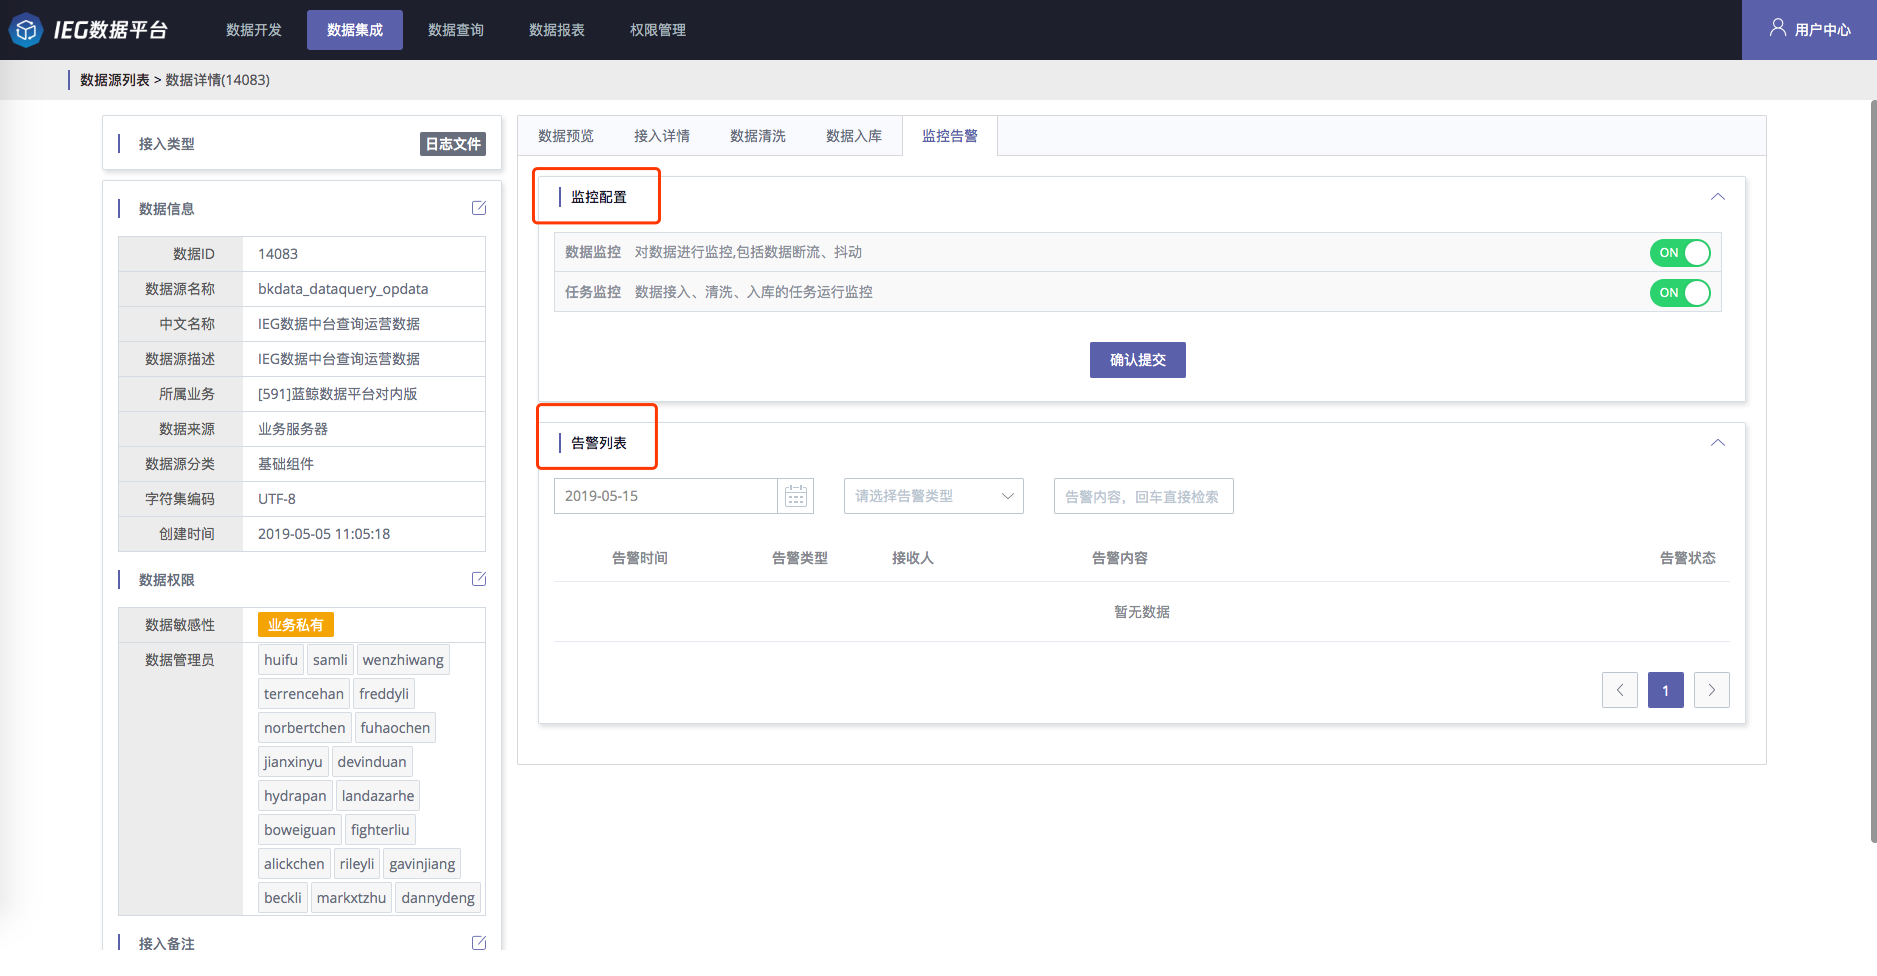 IEG数据平台
数据开发
数据集成
数据查询
数据报表
权限管理
用户中心
数据源列表 > 数据详情(14083)
接入类型
日志文件
数据信息
数据ID 14083
数据源名称 bkdata_dataquery_opdata
中文名称 IEG数据中台查询运营数据
数据源描述 IEG数据中台查询运营数据
所属业务 [591]蓝鲸数据平台对内版
数据来源 业务服务器
数据源分类 基础组件
字符集编码 UTF-8
创建时间 2019-05-05 11:05:18
数据权限
数据敏感性 业务私有
数据管理员 huifu samli wenzhiwang
terrencehan freddyli
norbertchen fuhaochen
jianxinyu devinduan
hydrapan landazarhe
boweiguan fighterliu
alickchen rileyli gavinjiang
beckli markxtzhu dannydeng
接入备注
数据预览
接入详情
数据清洗
数据入库
监控告警
监控配置
数据监控 对数据进行监控,包括数据断流、抖动 ON
任务监控 数据接入、清洗、入库的任务运行监控 ON
确认提交
告警列表
2019-05-15
请选择告警类型
告警内容，回车直接检索
告警时间 告警类型 接收人 告警内容 告警状态
暂无数据
1